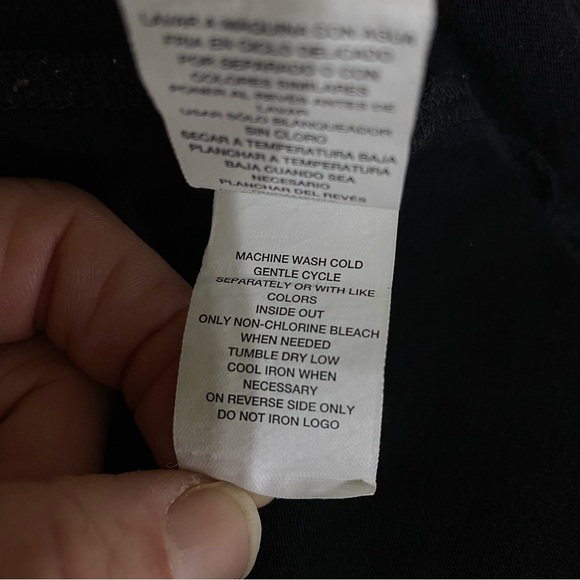 LAVAR A MAQUINA CON AGUA
FRIA EN CICLO DELICADO
POR SEPARADO O CON
COLORES SIMILARES
PONER AL REVÉS ANTES DE
LAVAR
USAR SÓLO BLANQUEADOR
SIN CLORO
SECAR A TEMPERATURA BAJA
PLANCHAR A TEMPERATURA
BAJA CUANDO SEA
NECESARIO
PLANCHAR DEL REVÉS
MACHINE WASH COLD
GENTLE CYCLE
SEPARATELY OR WITH LIKE
COLORS
INSIDE OUT
ONLY NON-CHLORINE BLEACH
WHEN NEEDED
TUMBLE DRY LOW
COOL IRON WHEN
NECESSARY
ON REVERSE SIDE ONLY
DO NOT IRON LOGO